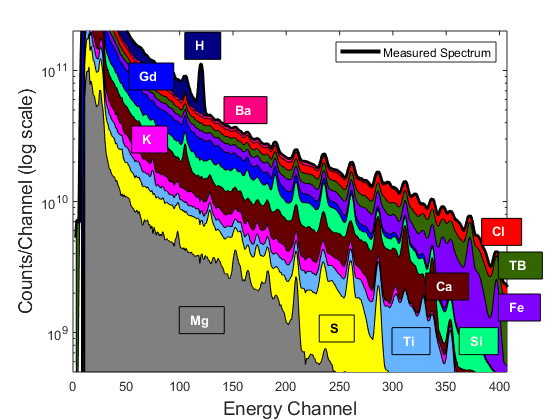 H
Measured Spectrum
10^11
Gd
Ba
K
Counts/Channel (log scale)
10^10
Cl
TB
Ca
Fe
Mg
S
10^9
Ti
Si
0
50
100
150
200
250
300
350
400
Energy Channel